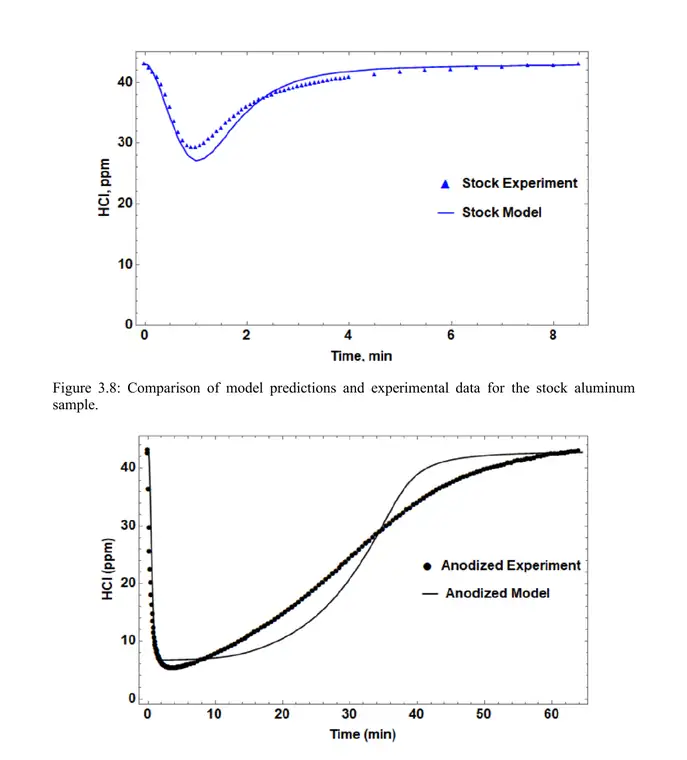 40
30
20
10
0
HCl, ppm
Stock Experiment
Stock Model
0 2 4 6 8
Time, min
Figure 3.8: Comparison of model predictions and experimental data for the stock aluminum
sample.
40
30
20
10
0
HCl (ppm)
Anodized Experiment
Anodized Model
0 10 20 30 40 50 60
Time (min)